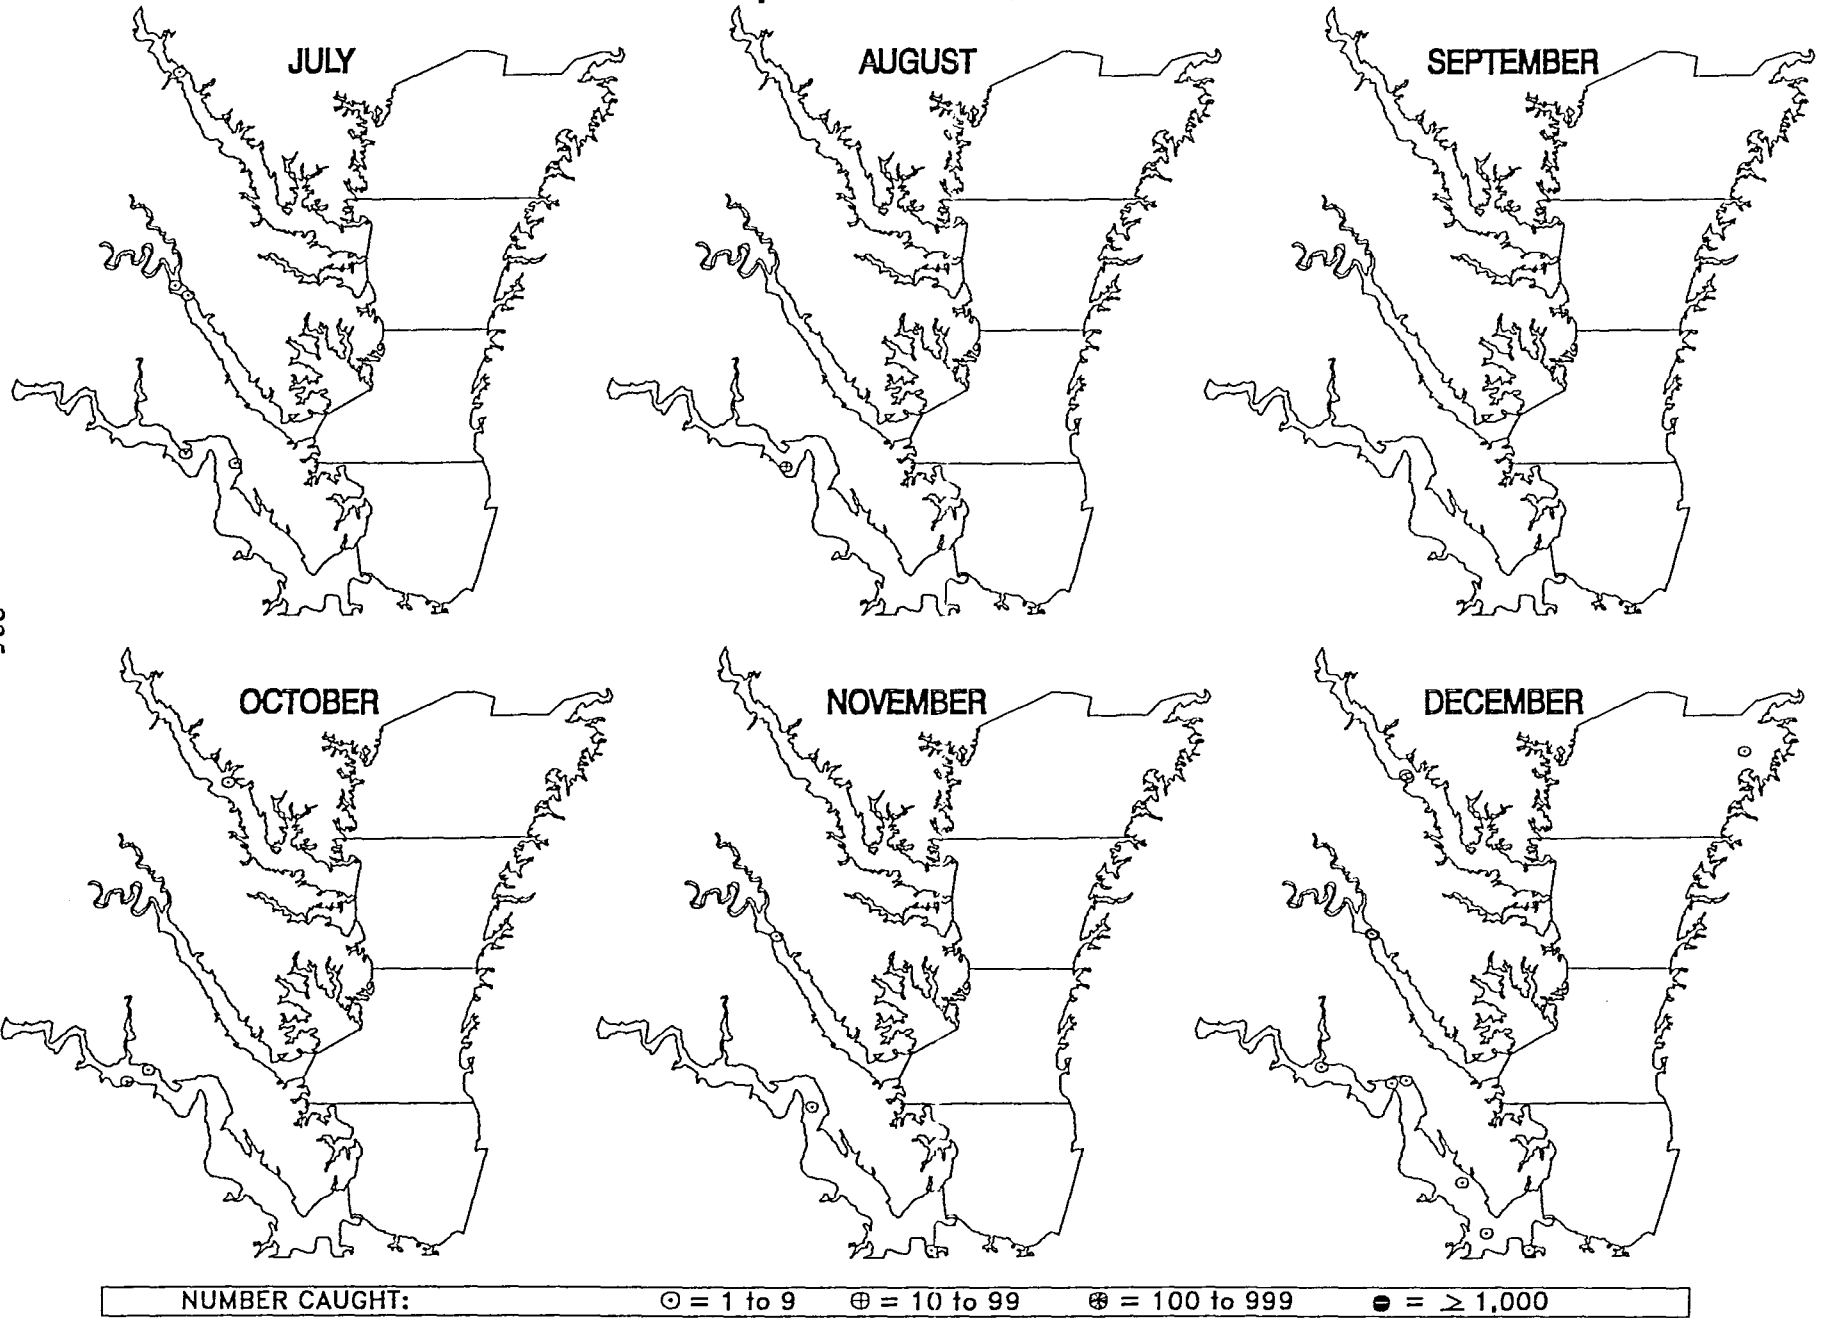 JULY
AUGUST
SEPTEMBER
OCTOBER
NOVEMBER
DECEMBER
NUMBER CAUGHT: ⊙ = 1 to 9 ⊕ = 10 to 99 = 100 to 999 = ≥ 1,000